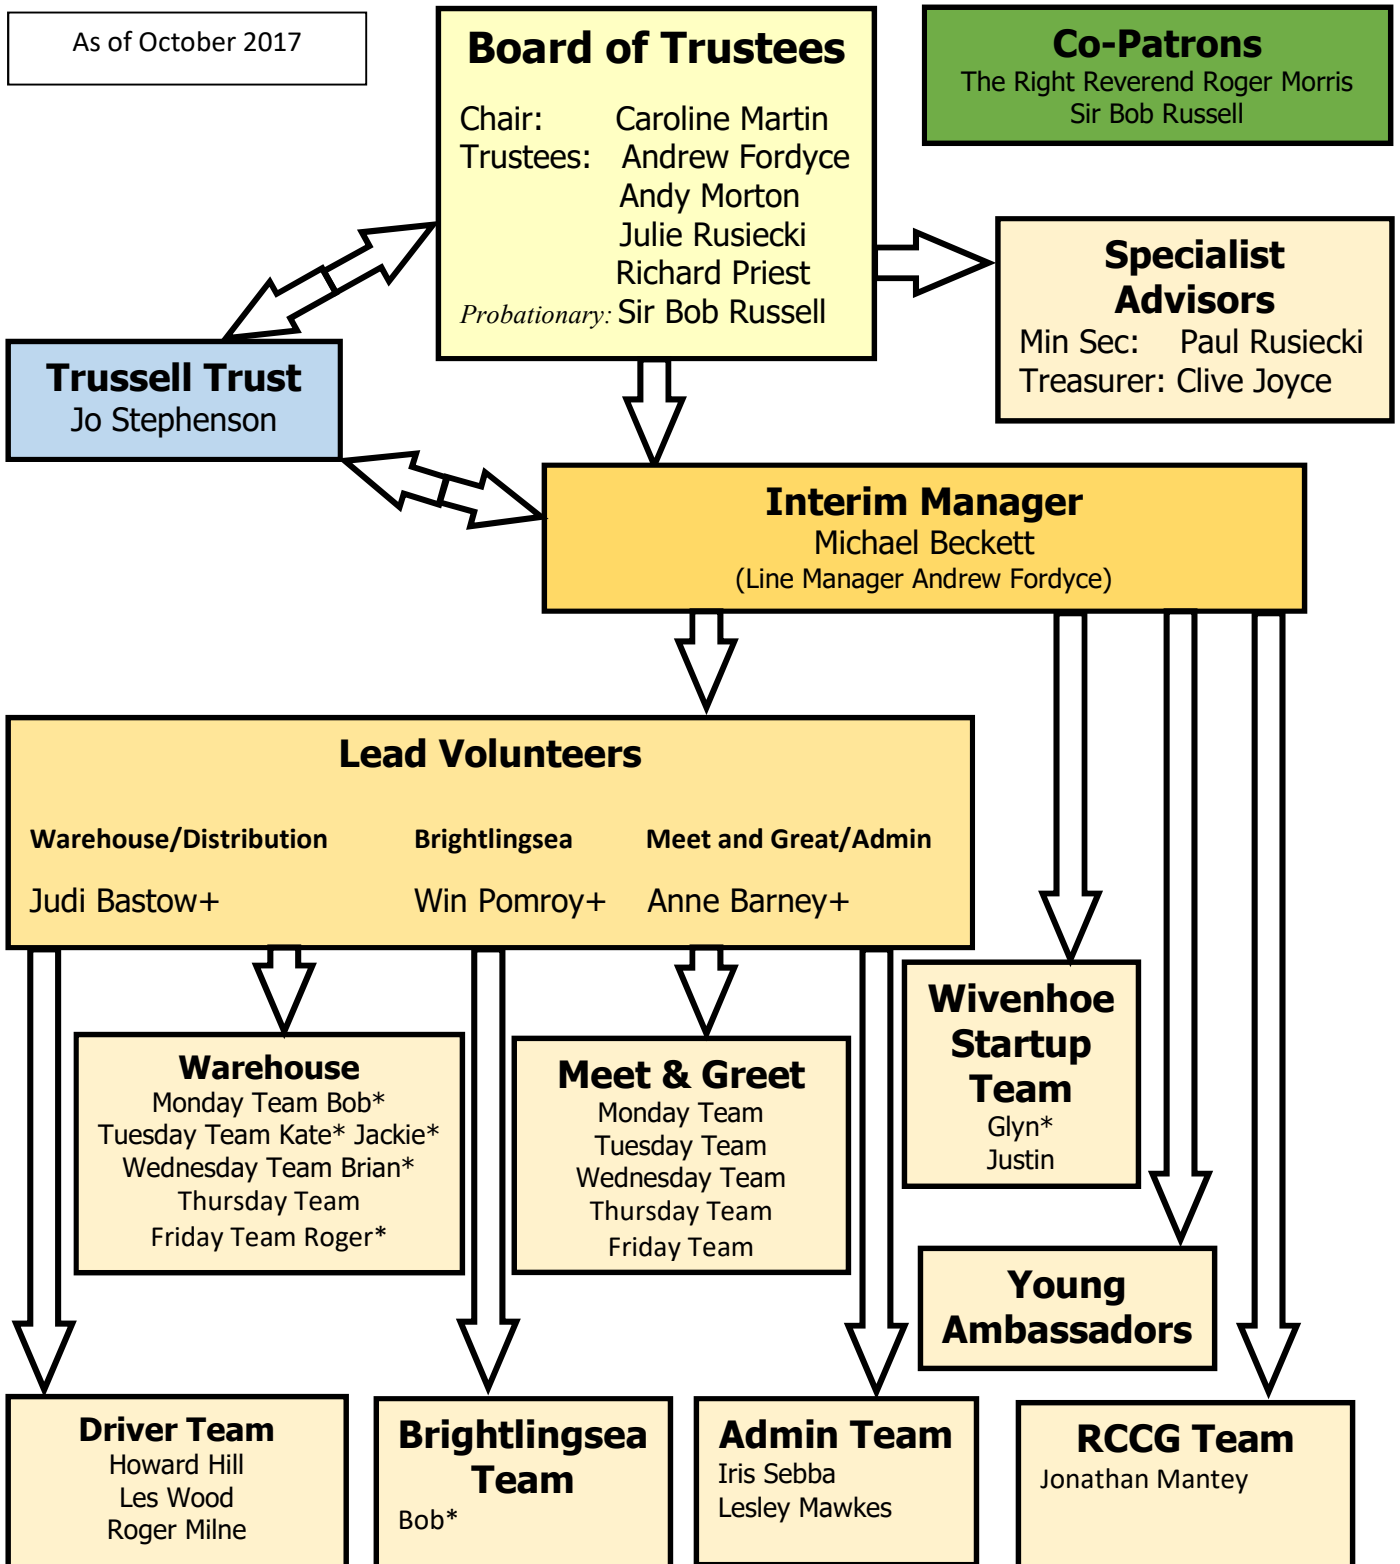 As of October 2017
Board of Trustees
Chair: Caroline Martin
Trustees: Andrew Fordyce
Andy Morton
Julie Rusiecki
Richard Priest
Probationary: Sir Bob Russell
Co-Patrons
The Right Reverend Roger Morris
Sir Bob Russell
Specialist
Advisors
Min Sec: Paul Rusiecki
Treasurer: Clive Joyce
Trussell Trust
Jo Stephenson
Interim Manager
Michael Beckett
(Line Manager Andrew Fordyce)
Lead Volunteers
Warehouse/Distribution Brightlingsea Meet and Great/Admin
Judi Bastow+ Win Pomroy+ Anne Barney+
Warehouse
Monday Team Bob*
Tuesday Team Kate* Jackie*
Wednesday Team Brian*
Thursday Team
Friday Team Roger*
Meet & Greet
Monday Team
Tuesday Team
Wednesday Team
Thursday Team
Friday Team
Wivenhoe
Startup
Team
Glyn*
Justin
Young
Ambassadors
Driver Team
Howard Hill
Les Wood
Roger Milne
Brightlingsea
Team
Bob*
Admin Team
Iris Sebba
Lesley Mawkes
RCCG Team
Jonathan Mantey